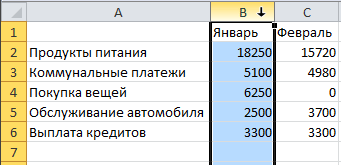 A B C
1 Январь Февраль
2 Продукты питания 18250 15720
3 Коммунальные платежи 5100 4980
4 Покупка вещей 6250 0
5 Обслуживание автомобиля 2500 3700
6 Выплата кредитов 3300 3300
7